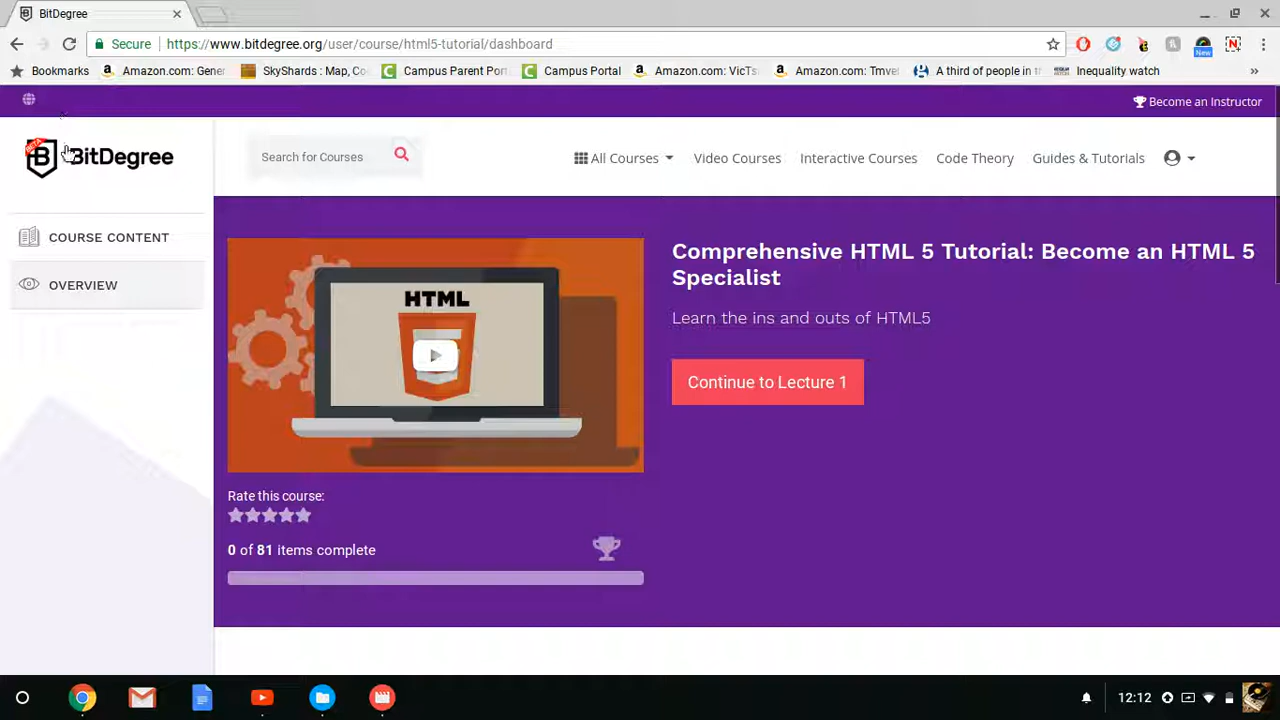 BitDegree
Secure https://www.bitdegree.org/user/course/html5-tutorial/dashboard
New
Bookmarks Amazon.com: Gener SkyShards : Map, Campus Parent Port Campus Portal Amazon.com: VicTs Amazon.com: Tmve A third of people in Inequality watch »
Become an Instructor
BETA
B BitDegree
Search for Courses
All Courses Video Courses Interactive Courses Code Theory Guides & Tutorials
COURSE CONTENT
OVERVIEW
HTML
Comprehensive HTML 5 Tutorial: Become an HTML 5
Specialist
Learn the ins and outs of HTML5
Continue to Lecture 1
Rate this course:
0 of 81 items complete
12:12